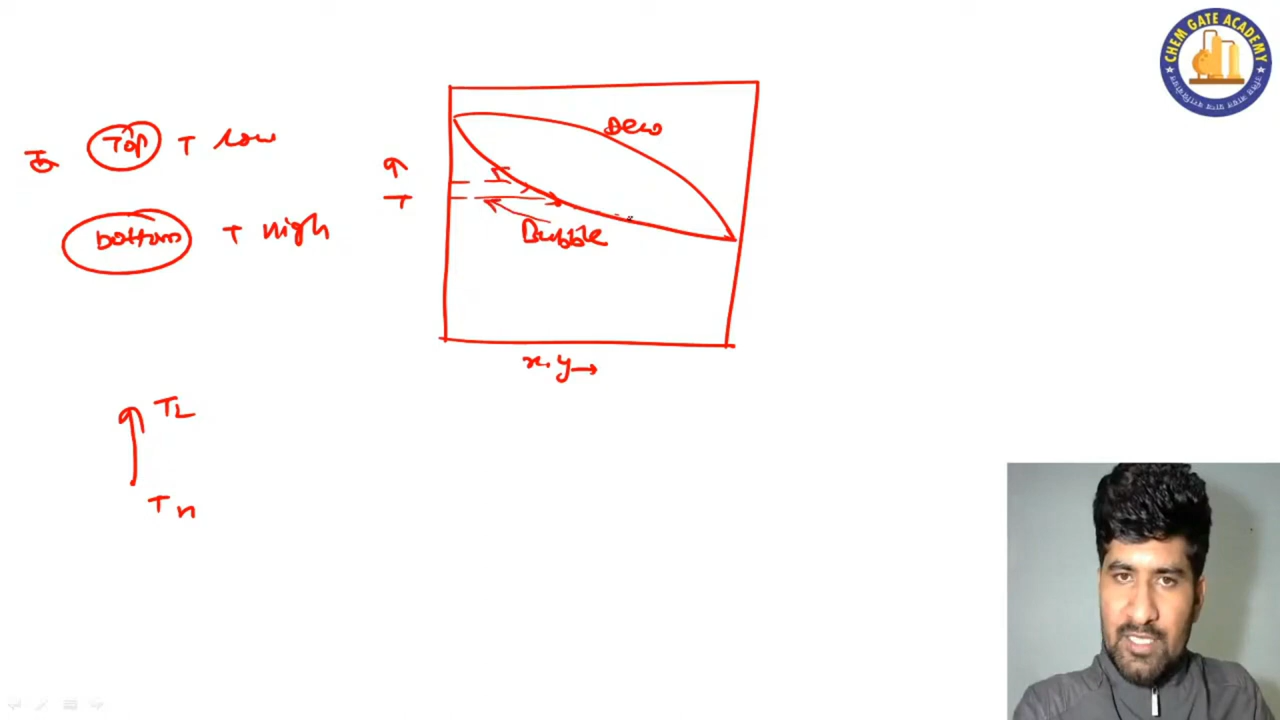 Top T low
bottom T High
Dew
T
Bubble
x, y →
TL
TH
CHEM GATE ACADEMY